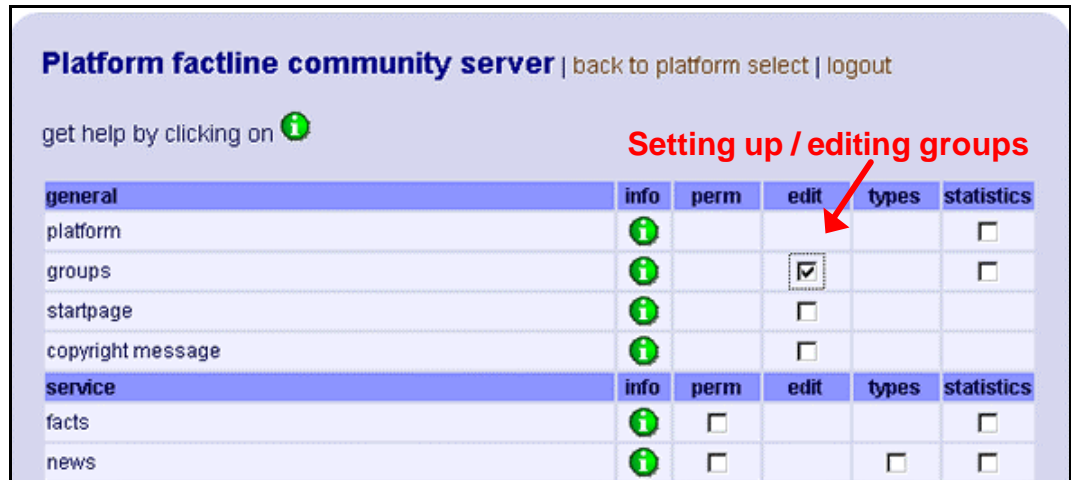 Platform factline community server | back to platform select | logout
get help by clicking on i
Setting up / editing groups
general info perm edit types statistics
platform i
groups i
startpage i
copyright message i
service info perm edit types statistics
facts i
news i